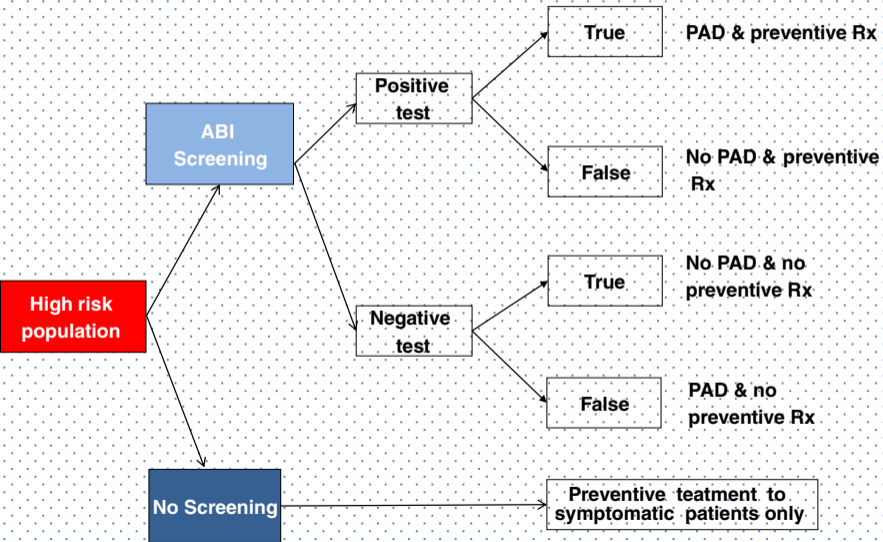 True
PAD & preventive Rx
Positive
test
ABI
Screening
False
No PAD & preventive
Rx
High risk
population
True
No PAD & no
preventive Rx
Negative
test
False
PAD & no
preventive Rx
No Screening
Preventive teatment to
symptomatic patients only